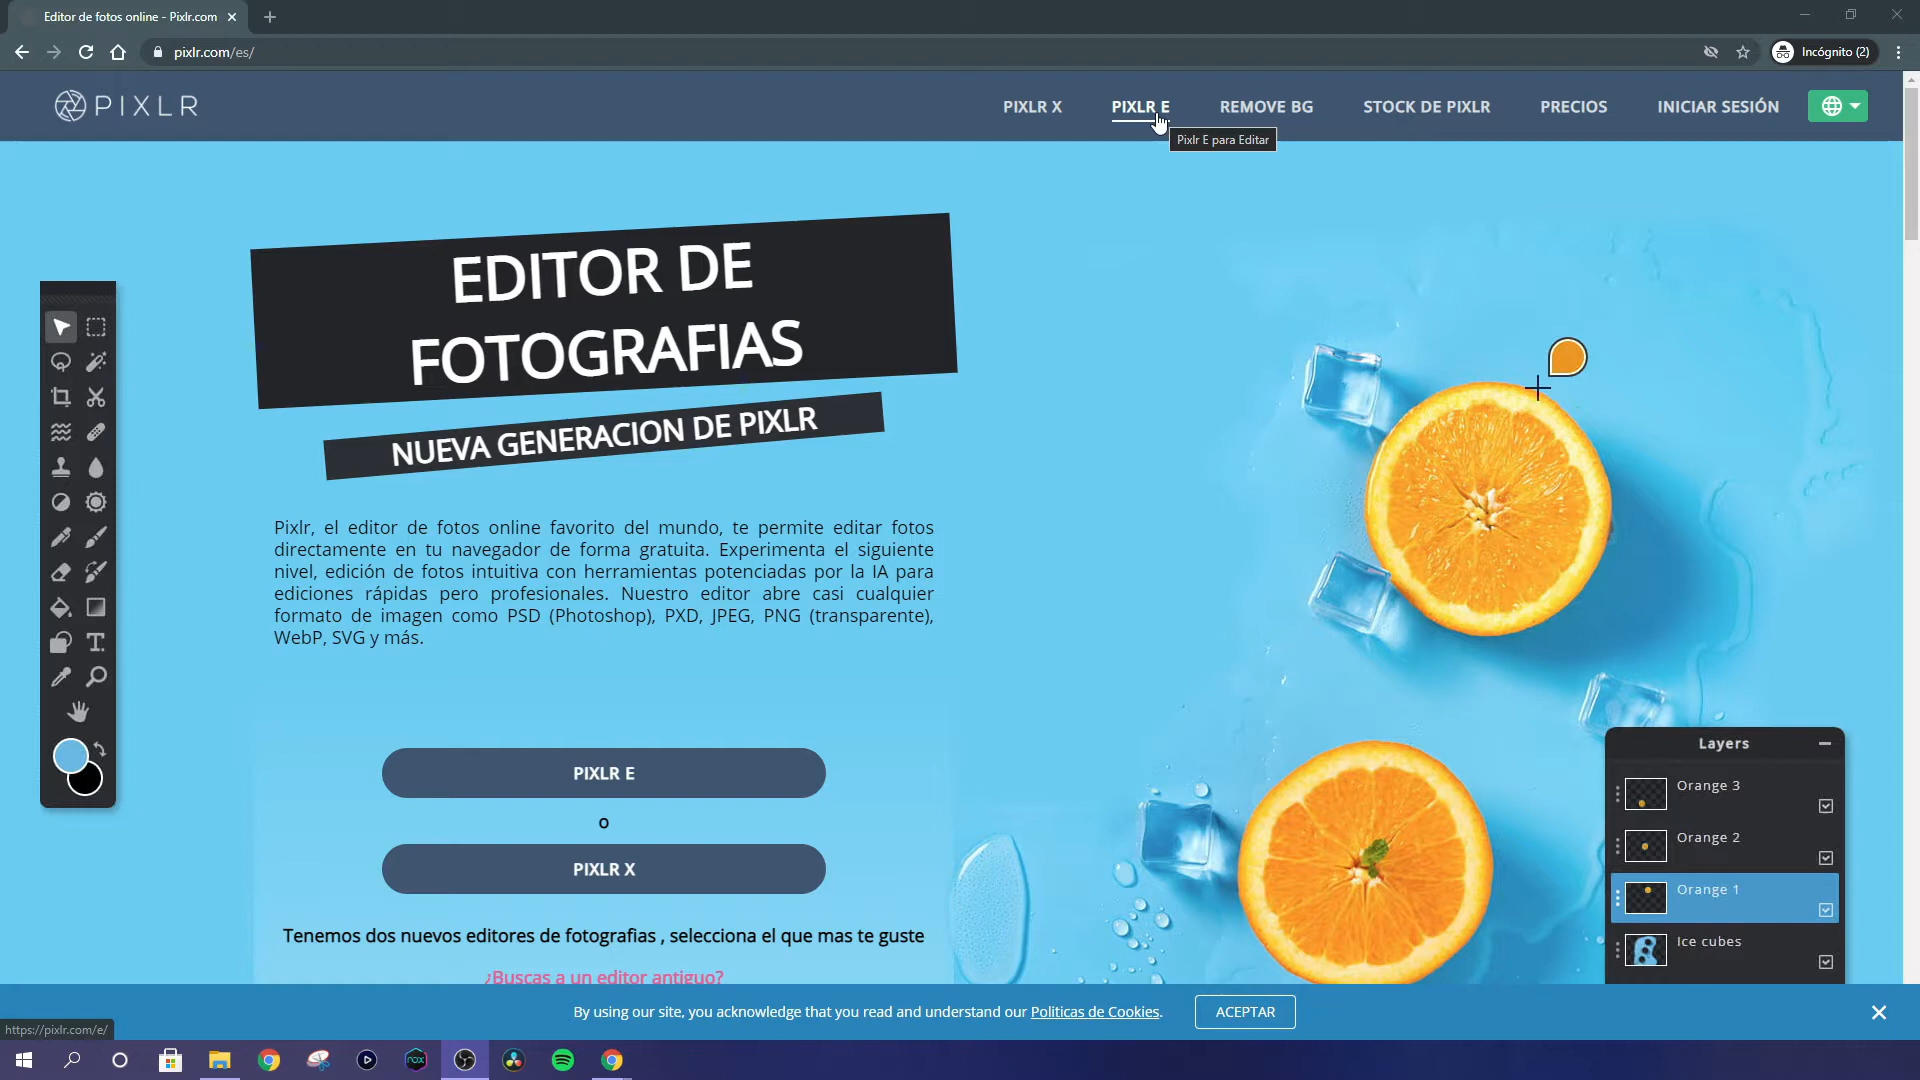 Editor de fotos online - Pixlr.com
pixlr.com/es/
Incógnito (2)
PIXLR
PIXLR X
PIXLR E
REMOVE BG
STOCK DE PIXLR
PRECIOS
INICIAR SESIÓN
Pixlr E para Editar
EDITOR DE
FOTOGRAFIAS
NUEVA GENERACION DE PIXLR
Pixlr, el editor de fotos online favorito del mundo, te permite editar fotos
directamente en tu navegador de forma gratuita. Experimenta el siguiente
nivel, edición de fotos intuitiva con herramientas potenciadas por la IA para
ediciones rápidas pero profesionales. Nuestro editor abre casi cualquier
formato de imagen como PSD (Photoshop), PXD, JPEG, PNG (transparente),
WebP, SVG y más.
PIXLR E
o
PIXLR X
Tenemos dos nuevos editores de fotografias , selecciona el que mas te guste
¿Buscas a un editor antiguo?
Layers
Orange 3
Orange 2
Orange 1
Ice cubes
By using our site, you acknowledge that you read and understand our Politicas de Cookies.
ACEPTAR
https://pixlr.com/e/
nox